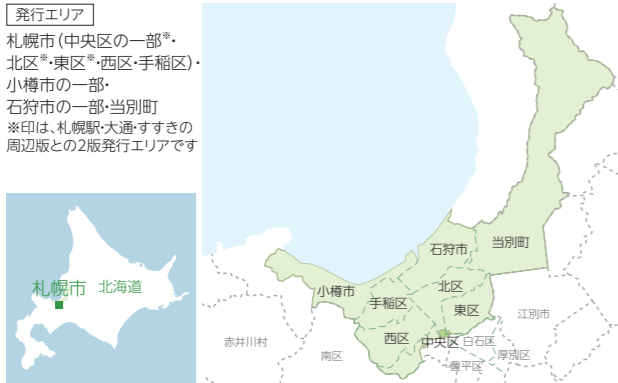 発行エリア
札幌市(中央区の一部※・
北区※・東区※・西区・手稲区)・
小樽市の一部・
石狩市の一部・当別町
※印は、札幌駅・大通・すすきの
周辺版との2版発行エリアです
札幌市 北海道
石狩市
当別町
小樽市
手稲区
北区
東区
西区
中央区
白石区
江別市
赤井川村
南区
豊平区
厚別区